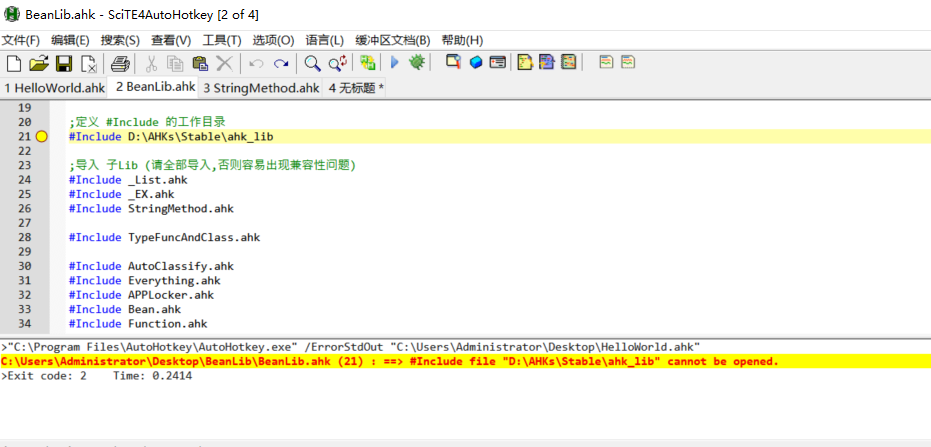 BeanLib.ahk - SciTE4AutoHotkey [2 of 4]
文件(F) 编辑(E) 搜索(S) 查看(V) 工具(T) 选项(O) 语言(L) 缓冲区文档(B) 帮助(H)
1 HelloWorld.ahk 2 BeanLib.ahk 3 StringMethod.ahk 4 无标题 *
19
20 ;定义 #Include 的工作目录
21 #Include D:\AHKs\Stable\ahk_lib
22
23 ;导入 子Lib (请全部导入,否则容易出现兼容性问题)
24 #Include _List.ahk
25 #Include _EX.ahk
26 #Include StringMethod.ahk
27
28 #Include TypeFuncAndClass.ahk
29
30 #Include AutoClassify.ahk
31 #Include Everything.ahk
32 #Include APPLocker.ahk
33 #Include Bean.ahk
34 #Include Function.ahk
>"C:\Program Files\AutoHotkey\AutoHotkey.exe" /ErrorStdOut "C:\Users\Administrator\Desktop\HelloWorld.ahk"
C:\Users\Administrator\Desktop\BeanLib\BeanLib.ahk (21) : ==> #Include file "D:\AHKs\Stable\ahk_lib" cannot be opened.
>Exit code: 2    Time: 0.2414